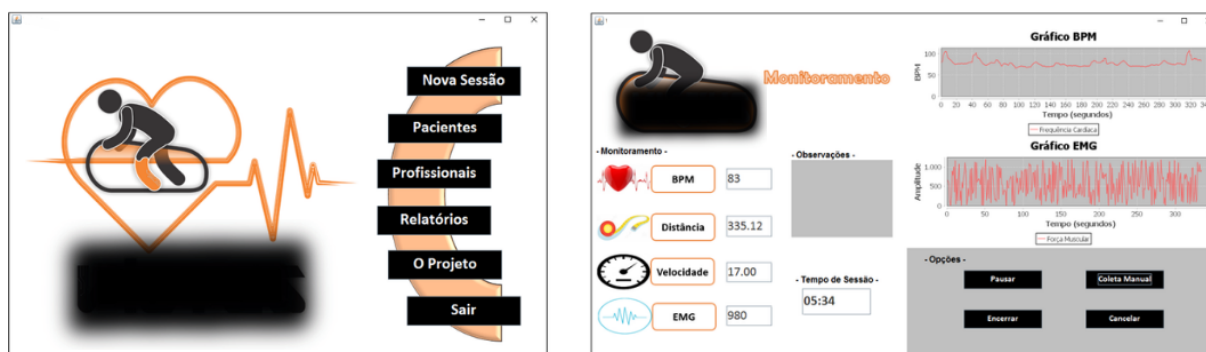 Nova Sessão
Pacientes
Profissionais
Relatórios
O Projeto
Sair
Monitoramento
- Monitoramento -
BPM
83
Distância
335.12
Velocidade
17.00
EMG
980
- Observações -
- Tempo de Sessão -
05:34
Gráfico BPM
BPM
100
50
0
0 20 40 60 80 100 120 140 160 180 200 220 240 260 280 300 320 34
Tempo (segundos)
Frequência Cardíaca
Gráfico EMG
Amplitude
1.000
500
0
0 50 100 150 200 250 300
Tempo (segundos)
Força Muscular
- Opções -
Pausar
Coleta Manual
Encerrar
Cancelar